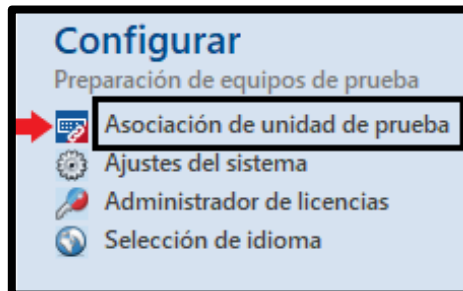 Configurar
Preparación de equipos de prueba
Asociación de unidad de prueba
Ajustes del sistema
Administrador de licencias
Selección de idioma